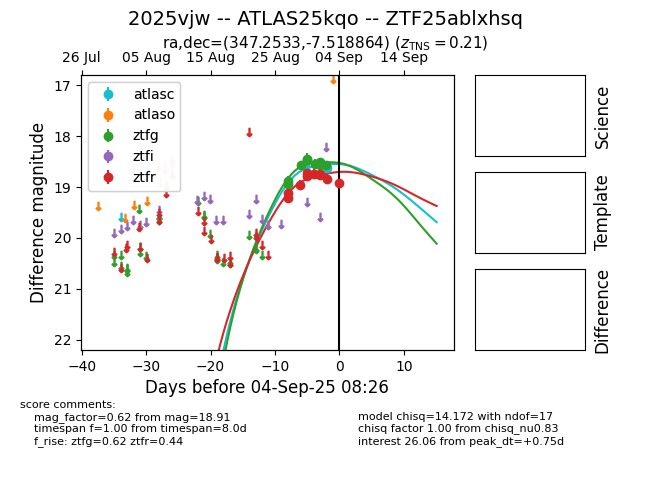 2025vjw -- ATLAS25kqo -- ZTF25ablxhsq
ra,dec=(347.2533,-7.518864) (z_TNS = 0.21)
26 Jul 05 Aug 15 Aug 25 Aug 04 Sep 14 Sep
17
18
19
20
21
22
Difference magnitude
atlasc
atlaso
ztfg
ztfi
ztfr
−40 −30 −20 −10 0 10
Days before 04-Sep-25 08:26
Science
Template
Difference
score comments:
mag_factor=0.62 from mag=18.91
timespan f=1.00 from timespan=8.0d
f_rise: ztfg=0.62 ztfr=0.44
model chisq=14.172 with ndof=17
chisq factor 1.00 from chisq_nu0.83
interest 26.06 from peak_dt=+0.75d